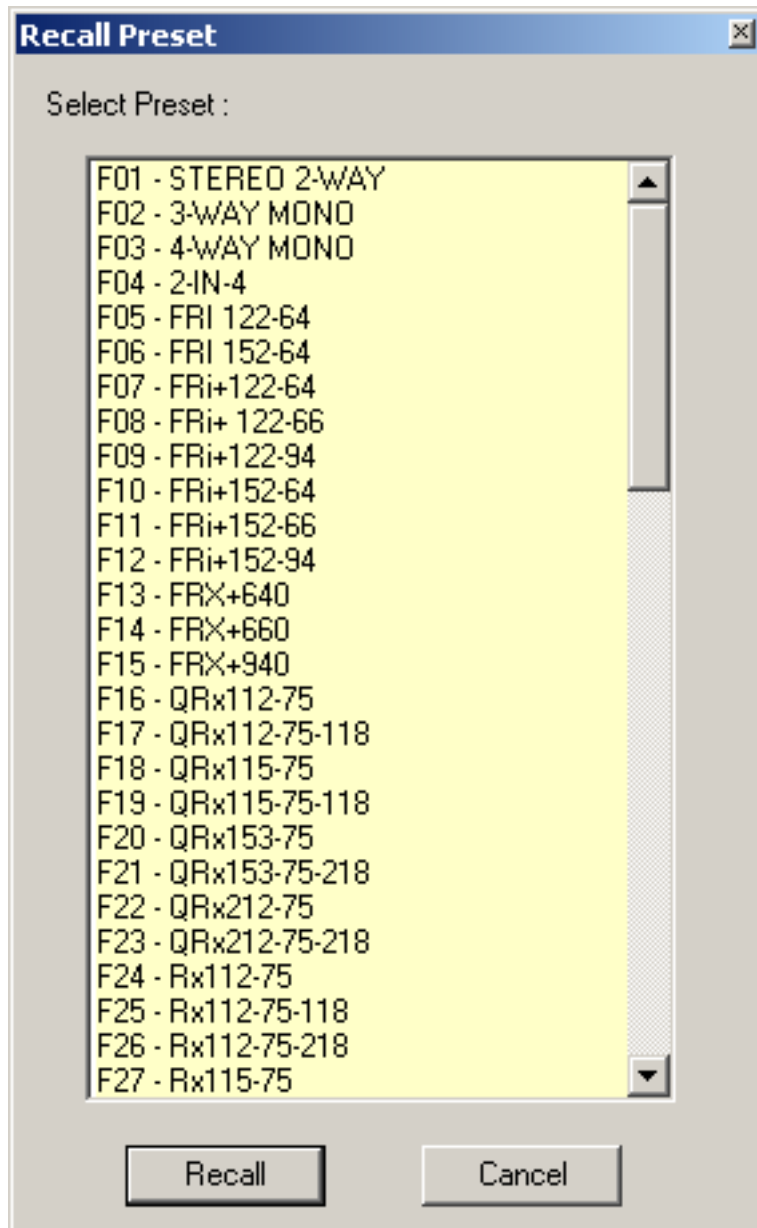 Recall Preset
Select Preset :
F01 - STEREO 2-WAY
F02 - 3-WAY MONO
F03 - 4-WAY MONO
F04 - 2-IN-4
F05 - FRI 122-64
F06 - FRI 152-64
F07 - FRi+122-64
F08 - FRi+ 122-66
F09 - FRi+122-94
F10 - FRi+152-64
F11 - FRi+152-66
F12 - FRi+152-94
F13 - FRX+640
F14 - FRX+660
F15 - FRX+940
F16 - QRx112-75
F17 - QRx112-75-118
F18 - QRx115-75
F19 - QRx115-75-118
F20 - QRx153-75
F21 - QRx153-75-218
F22 - QRx212-75
F23 - QRx212-75-218
F24 - Rx112-75
F25 - Rx112-75-118
F26 - Rx112-75-218
F27 - Rx115-75
Recall Cancel